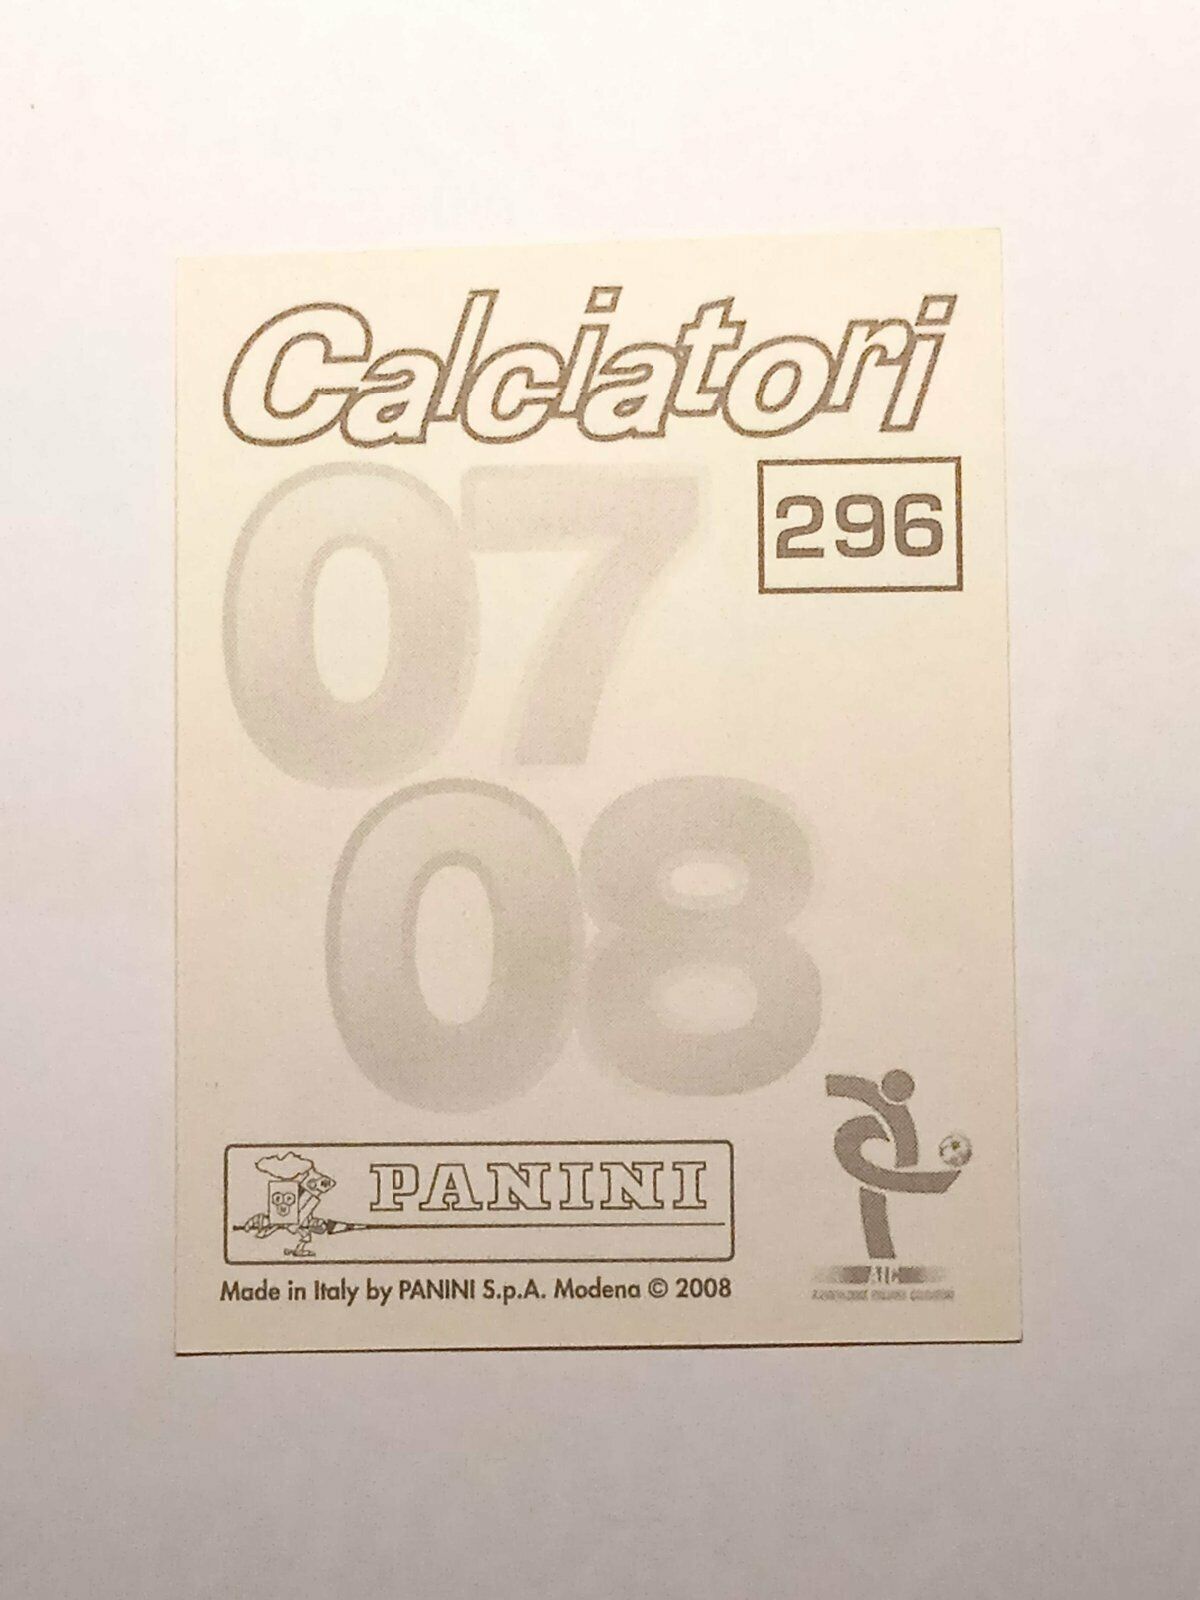 Calciatori
296
07
08
PANINI
Made in Italy by PANINI S.p.A. Modena © 2008